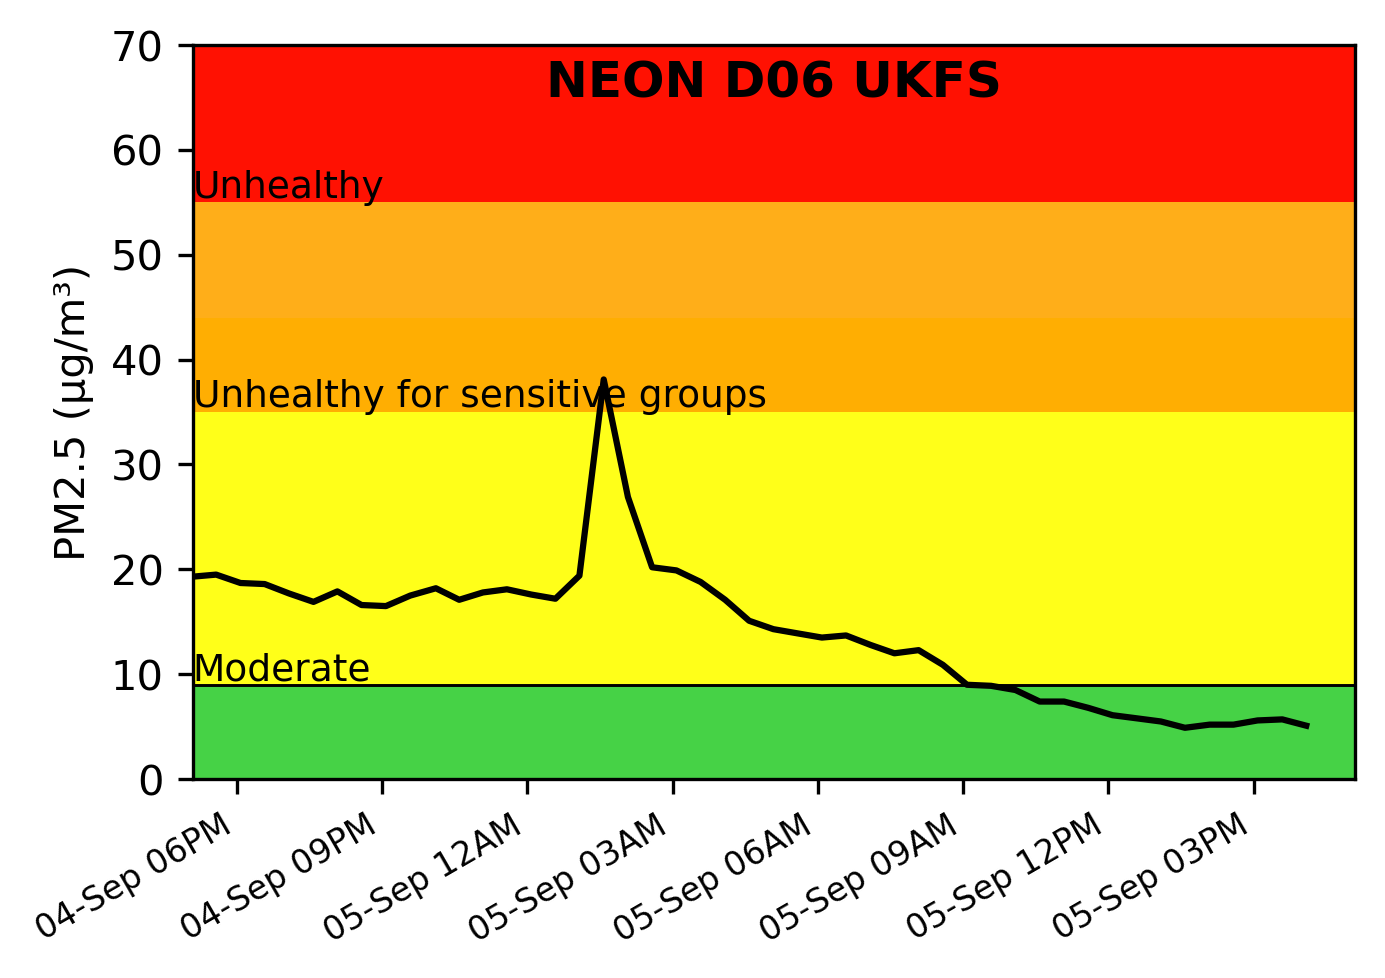 NEON D06 UKFS
70
60
Unhealthy
50
40
Unhealthy for sensitive groups
30
20
Moderate
10
0
PM2.5 (µg/m³)
04-Sep 06PM
04-Sep 09PM
05-Sep 12AM
05-Sep 03AM
05-Sep 06AM
05-Sep 09AM
05-Sep 12PM
05-Sep 03PM